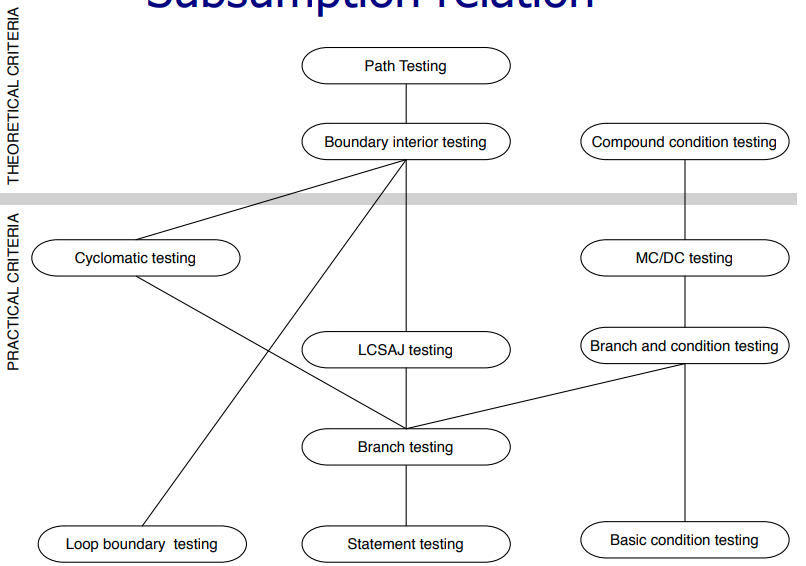 Subsumption relation
THEORETICAL CRITERIA
Path Testing
Boundary interior testing
Compound condition testing
PRACTICAL CRITERIA
Cyclomatic testing
MC/DC testing
LCSAJ testing
Branch and condition testing
Branch testing
Loop boundary  testing
Statement testing
Basic condition testing